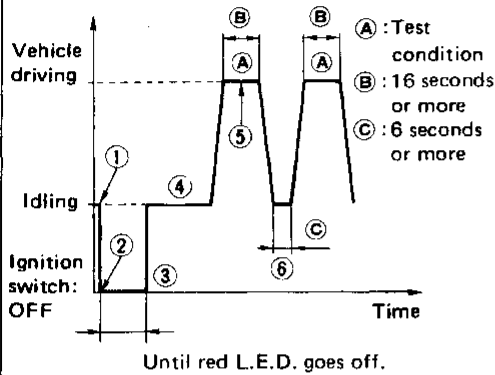 Ⓑ Ⓑ Ⓐ : Test
condition
Vehicle
driving
Ⓐ Ⓐ
Ⓑ : 16 seconds
or more
⑤
Ⓒ : 6 seconds
or more
①
④
Idling
②
Ⓒ
Ignition
switch:
OFF
③
⑥
Time
Until red L.E.D. goes off.